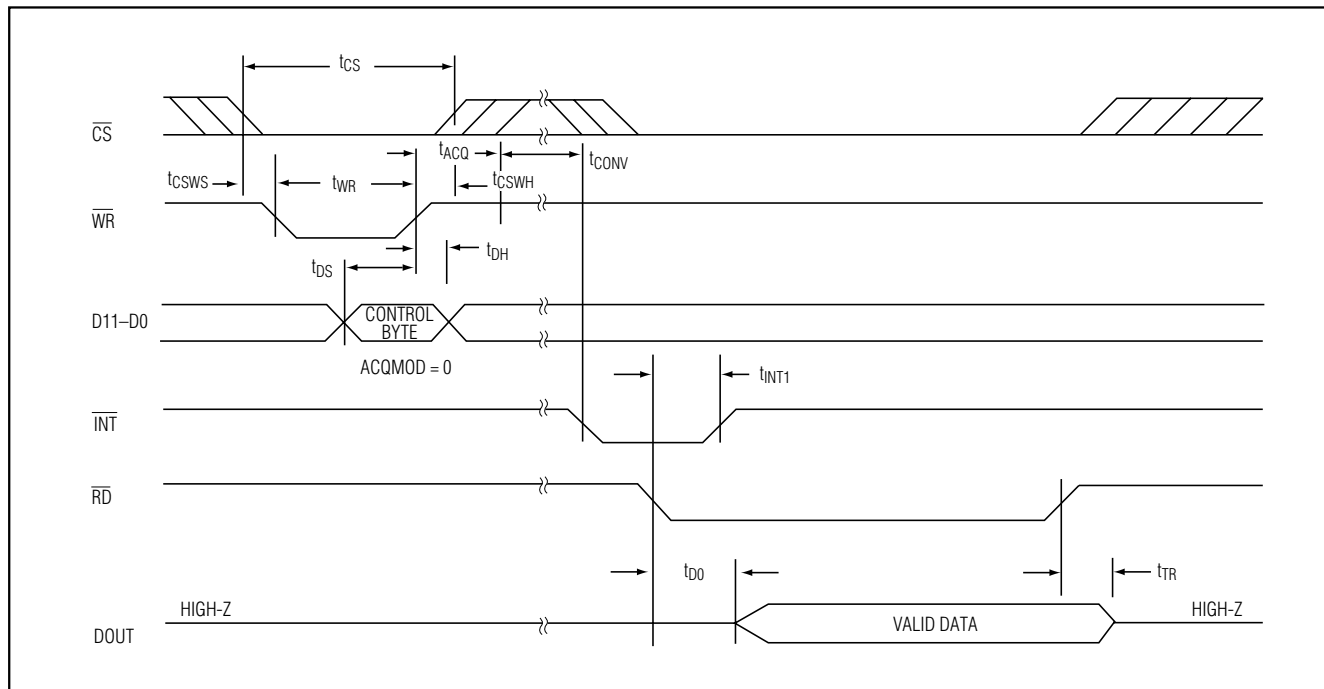 tCS
CS
tACQ
tCONV
tCSWS
tWR
tCSWH
WR
tDH
tDS
D11–D0
CONTROL
BYTE
ACQMOD = 0
tINT1
INT
RD
tD0
tTR
HIGH-Z
HIGH-Z
VALID DATA
DOUT